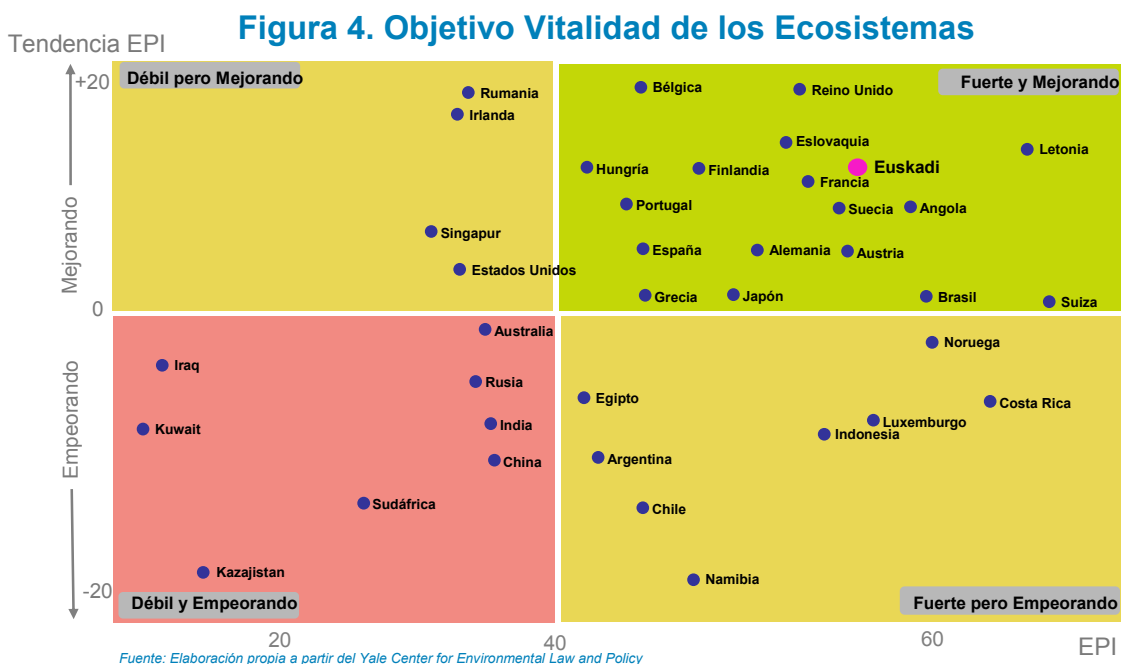 Figura 4. Objetivo Vitalidad de los Ecosistemas
Tendencia EPI
+20
Débil pero Mejorando
Fuerte y Mejorando
Rumania
Irlanda
Bélgica
Reino Unido
Eslovaquia
Letonia
Hungría
Finlandia
Euskadi
Francia
Portugal
Suecia
Angola
Singapur
España
Alemania
Austria
Estados Unidos
Grecia
Japón
Brasil
Suiza
Mejorando
0
Empeorando
Australia
Noruega
Iraq
Rusia
Egipto
Costa Rica
Kuwait
India
Luxemburgo
Indonesia
China
Argentina
Sudáfrica
Chile
Kazajistan
Namibia
-20
Débil y Empeorando
Fuerte pero Empeorando
20
40
60
EPI
Fuente: Elaboración propia a partir del Yale Center for Environmental Law and Policy